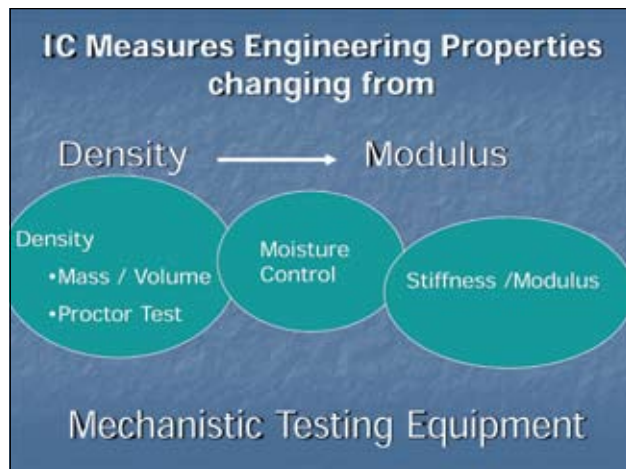 IC Measures Engineering Properties
changing from
Density
Modulus
Density
•Mass / Volume
•Proctor Test
Moisture
Control
Stiffness /Modulus
Mechanistic Testing Equipment